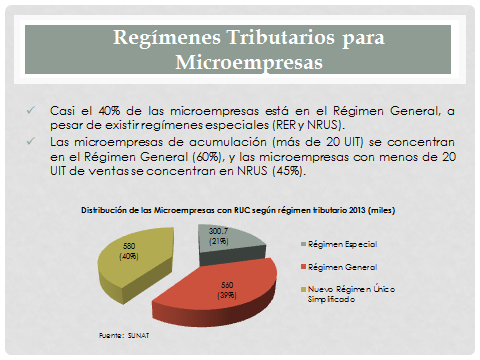 Regímenes Tributarios para
Microempresas
✓ Casi el 40% de las microempresas está en el Régimen General, a
pesar de existir regímenes especiales (RER y NRUS).
✓ Las microempresas de acumulación (más de 20 UIT) se concentran
en el Régimen General (60%), y las microempresas con menos de 20
UIT de ventas se concentran en NRUS (45%).
Distribución de las Microempresas con RUC según régimen tributario 2013 (miles)
300.7
(21%)
580
(40%)
560
(39%)
Régimen Especial
Régimen General
Nuevo Régimen Único
Simplificado
Fuente: SUNAT